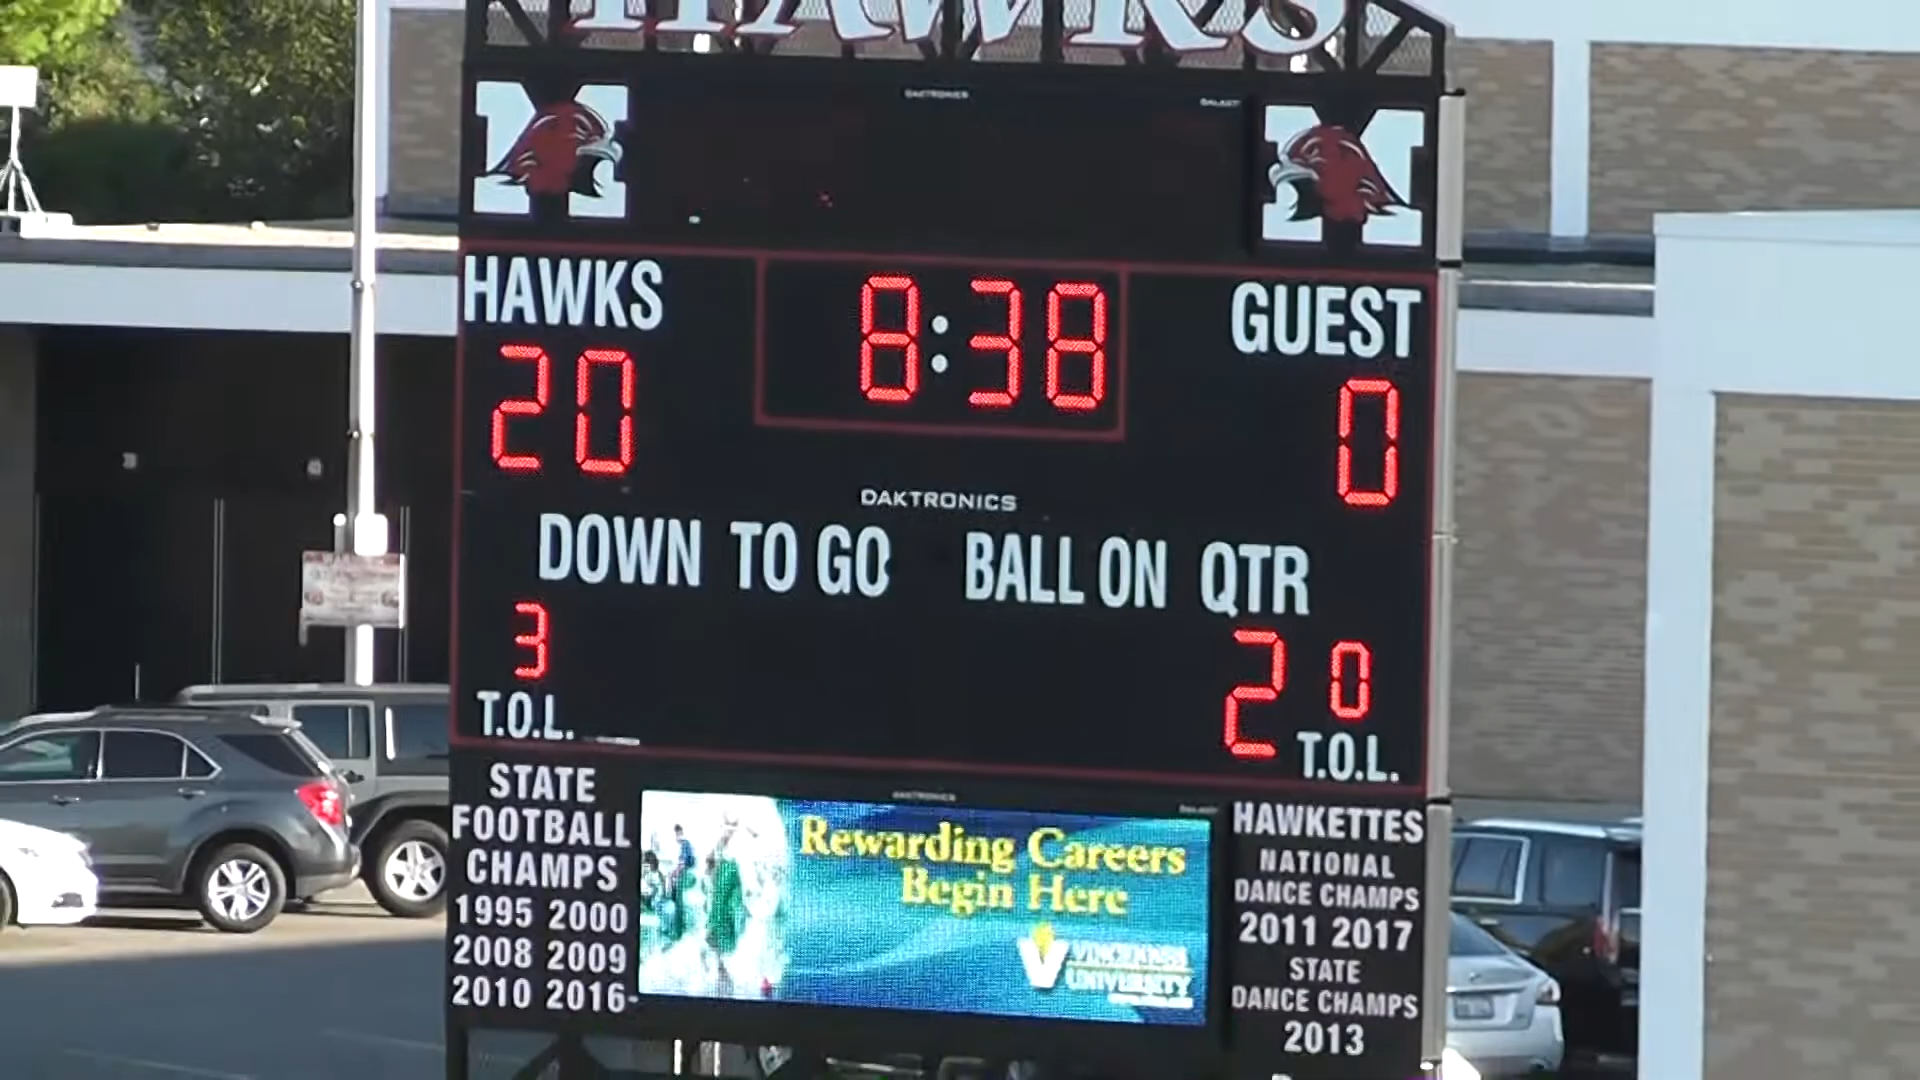 HAWKS
DAKTRONICS
M
M
HAWKS
8:38
GUEST
20
0
DAKTRONICS
DOWN TO GO BALL ON QTR
3
2
0
T.O.L.
T.O.L.
STATE
FOOTBALL
CHAMPS
1995 2000
2008 2009
2010 2016-
DAKTRONICS
Rewarding Careers
Begin Here
VINCENNES
UNIVERSITY
HAWKETTES
NATIONAL
DANCE CHAMPS
2011 2017
STATE
DANCE CHAMPS
2013